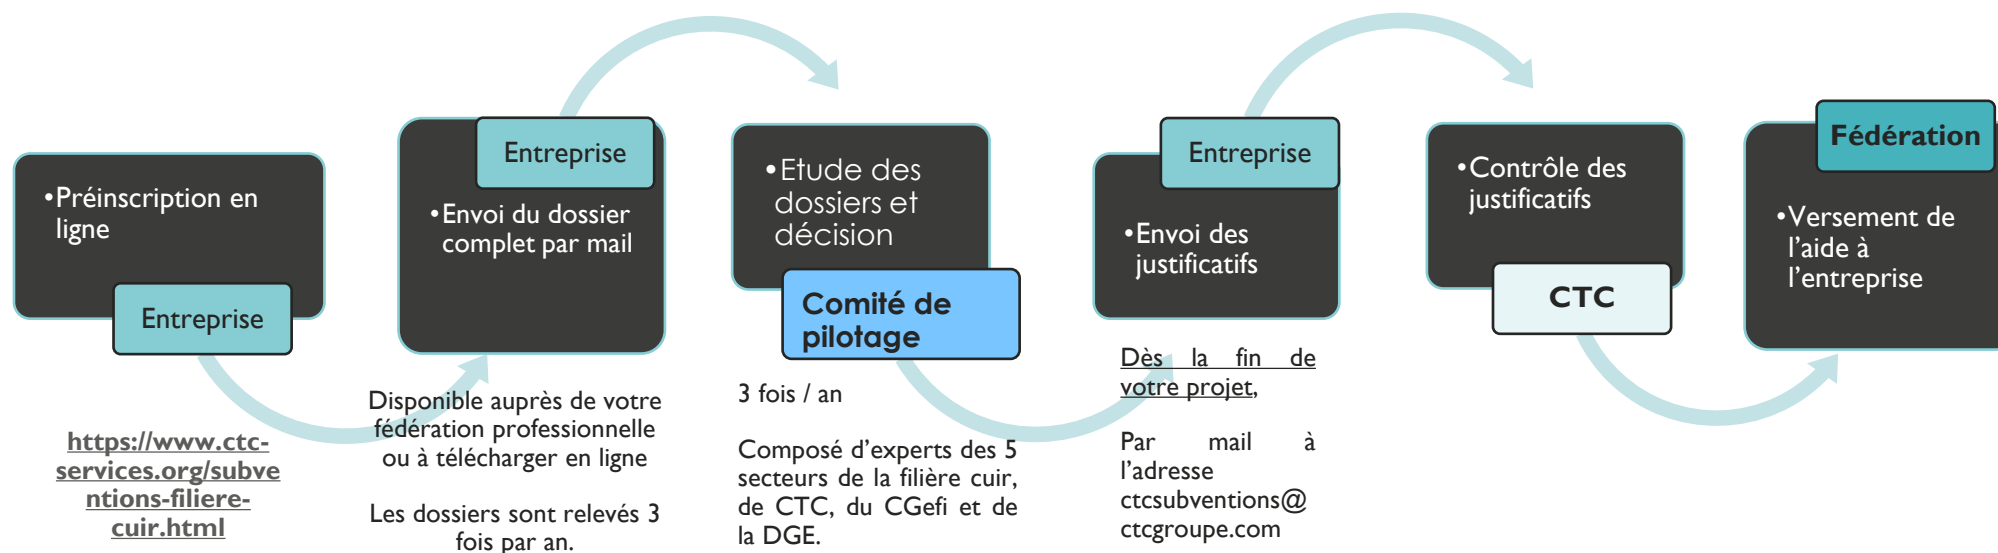 •Préinscription en
ligne
Entreprise
https://www.ctc-
services.org/subve
ntions-filiere-
cuir.html
Entreprise
•Envoi du dossier
complet par mail
Disponible auprès de votre
fédération professionnelle
ou à télécharger en ligne
Les dossiers sont relevés 3
fois par an.
•Etude des
dossiers et
décision
Comité de
pilotage
3 fois / an
Composé d’experts des 5
secteurs de la filière cuir,
de CTC, du CGefi et de
la DGE.
Entreprise
•Envoi des
justificatifs
Dès la fin de
votre projet,
Par mail à
l’adresse
ctcsubventions@
ctcgroupe.com
•Contrôle des
justificatifs
CTC
Fédération
•Versement de
l’aide à
l’entreprise